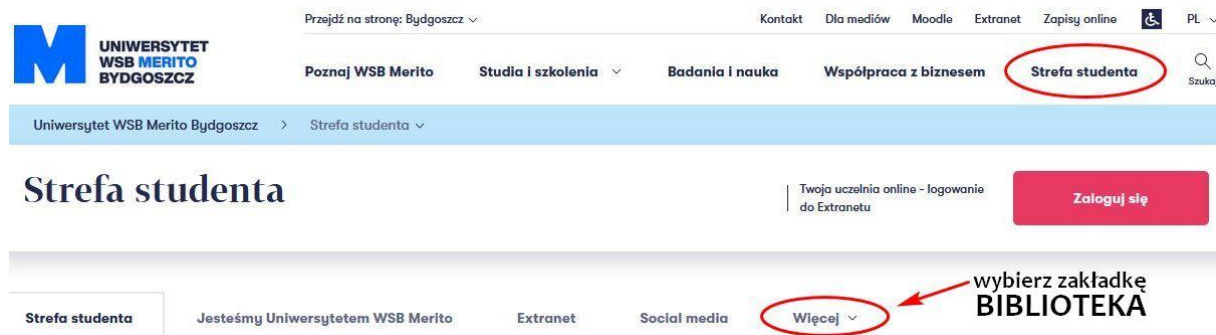 Przejdź na stronę: Bydgoszcz
Kontakt Dla mediów Moodle Extranet Zapisy online PL
UNIWERSYTET
WSB MERITO
BYDGOSZCZ
Poznaj WSB Merito Studia i szkolenia Badania i nauka Współpraca z biznesem Strefa studenta
Szukaj
Uniwersytet WSB Merito Bydgoszcz > Strefa studenta
Strefa studenta
Twoja uczelnia online - logowanie
do Extranetu
Zaloguj się
wybierz zakładkę
BIBLIOTEKA
Strefa studenta Jesteśmy Uniwersytetem WSB Merito Extranet Social media Więcej